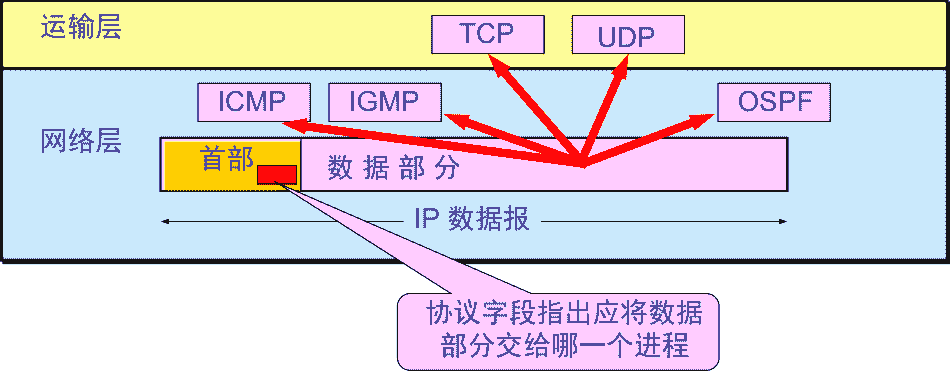 运输层
TCP
UDP
ICMP
IGMP
OSPF
网络层
首部
数据部分
IP 数据报
协议字段指出应将数据
部分交给哪一个进程